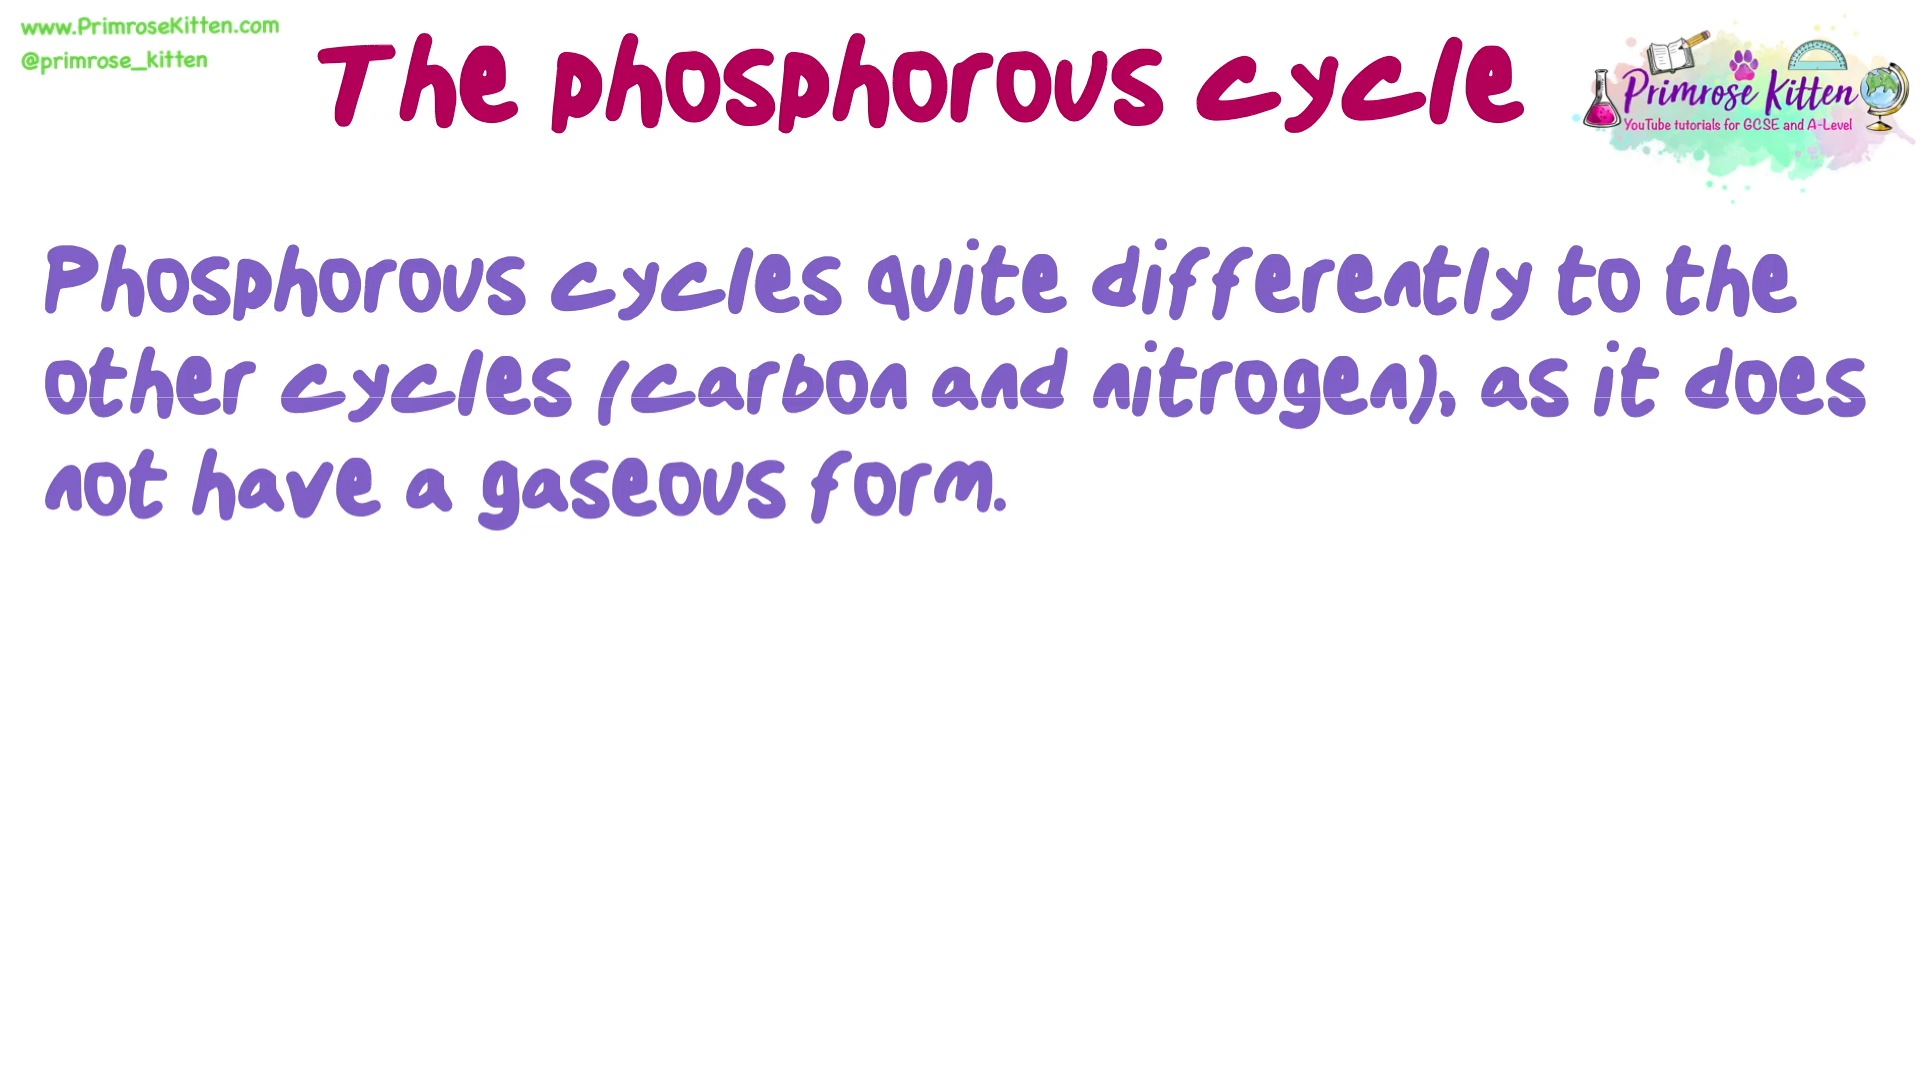 www.PrimroseKitten.com
@primrose_kitten
The phosphorous cycle
Primrose Kitten
YouTube tutorials for GCSE and A-Level
Phosphorous cycles quite differently to the
other cycles (carbon and nitrogen), as it does
not have a gaseous form.